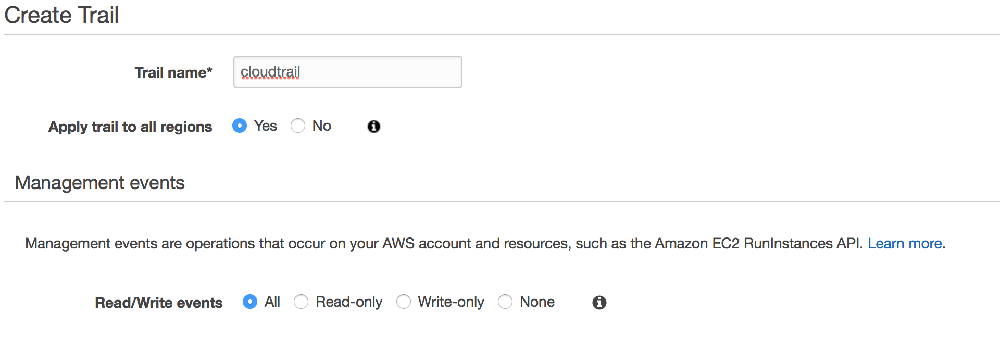 Create Trail
Trail name* cloudtrail
Apply trail to all regions Yes No
Management events
Management events are operations that occur on your AWS account and resources, such as the Amazon EC2 RunInstances API. Learn more.
Read/Write events All Read-only Write-only None